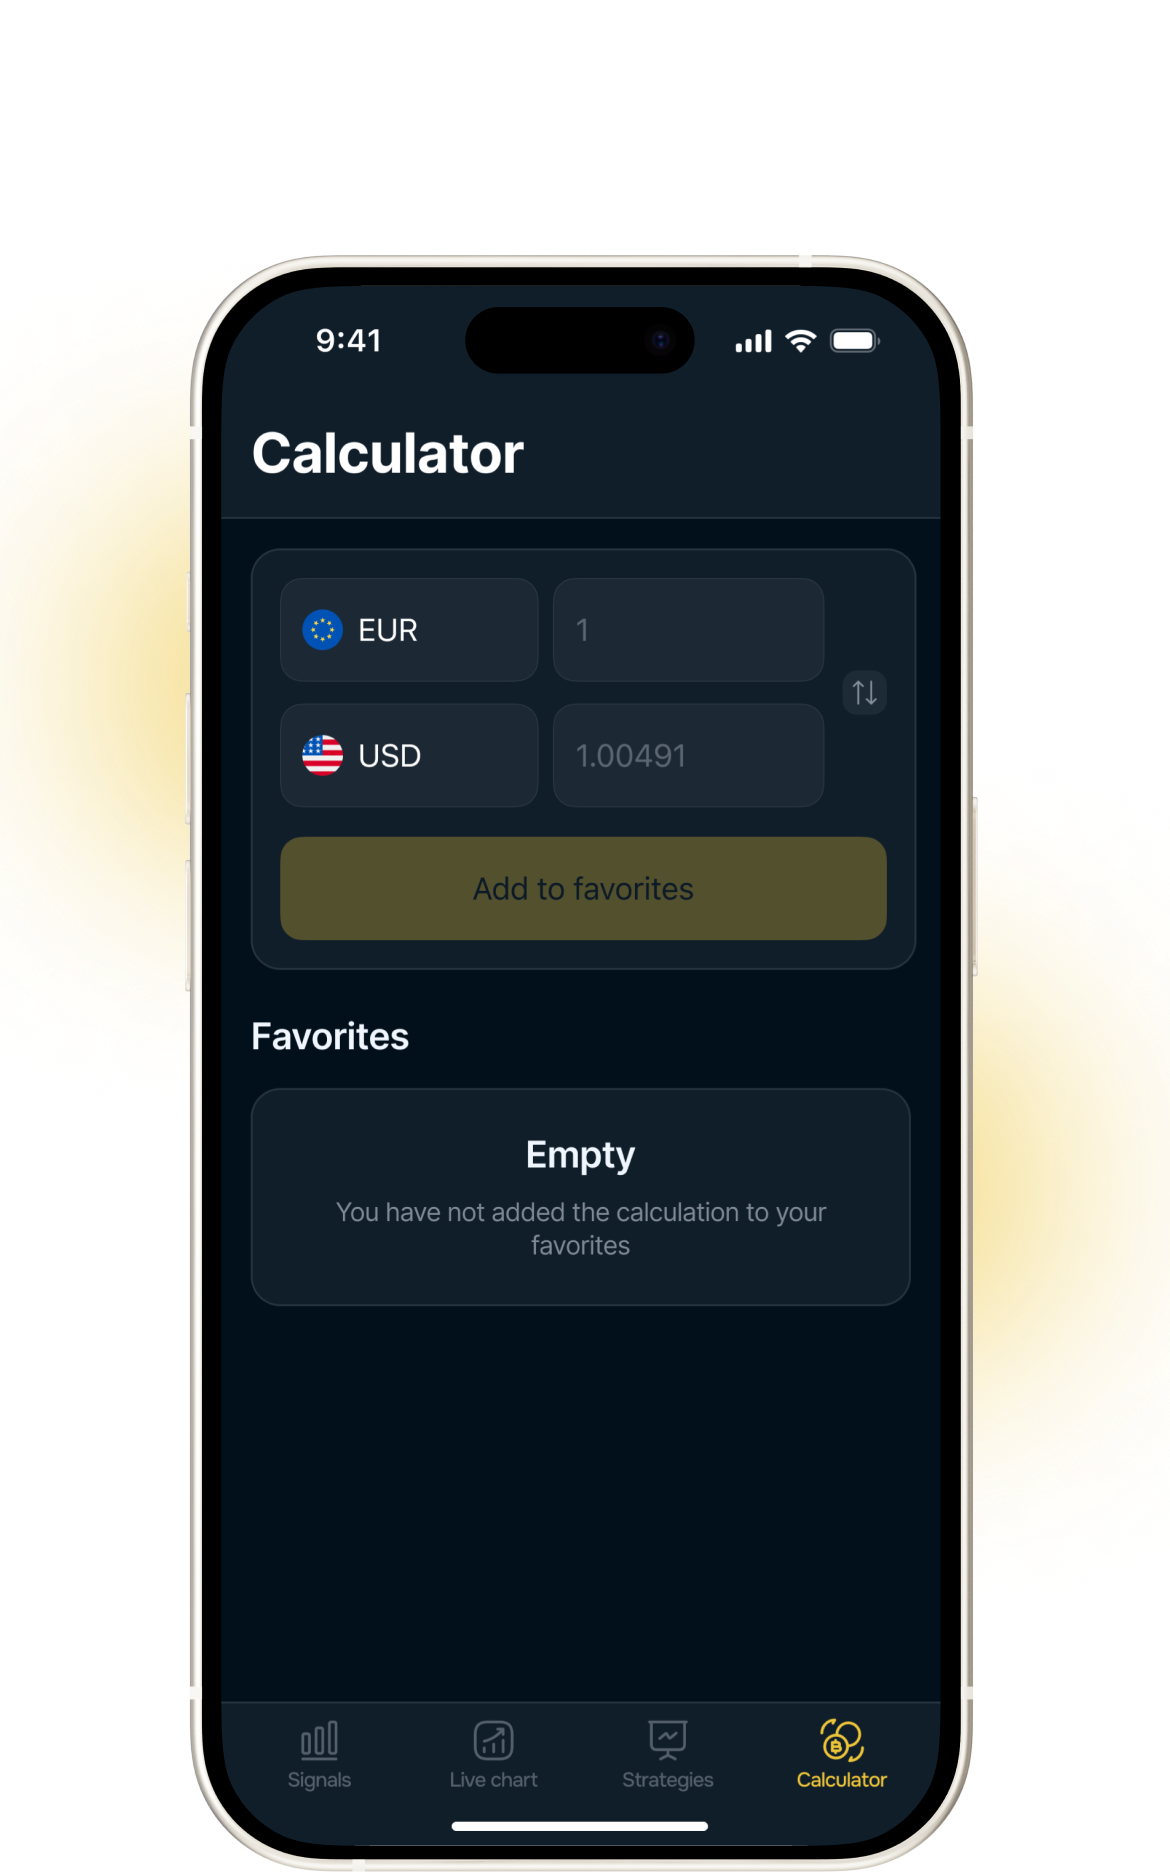 9:41
Calculator
EUR
1
USD
1.00491
Add to favorites
Favorites
Empty
You have not added the calculation to your
favorites
Signals
Live chart
Strategies
Calculator